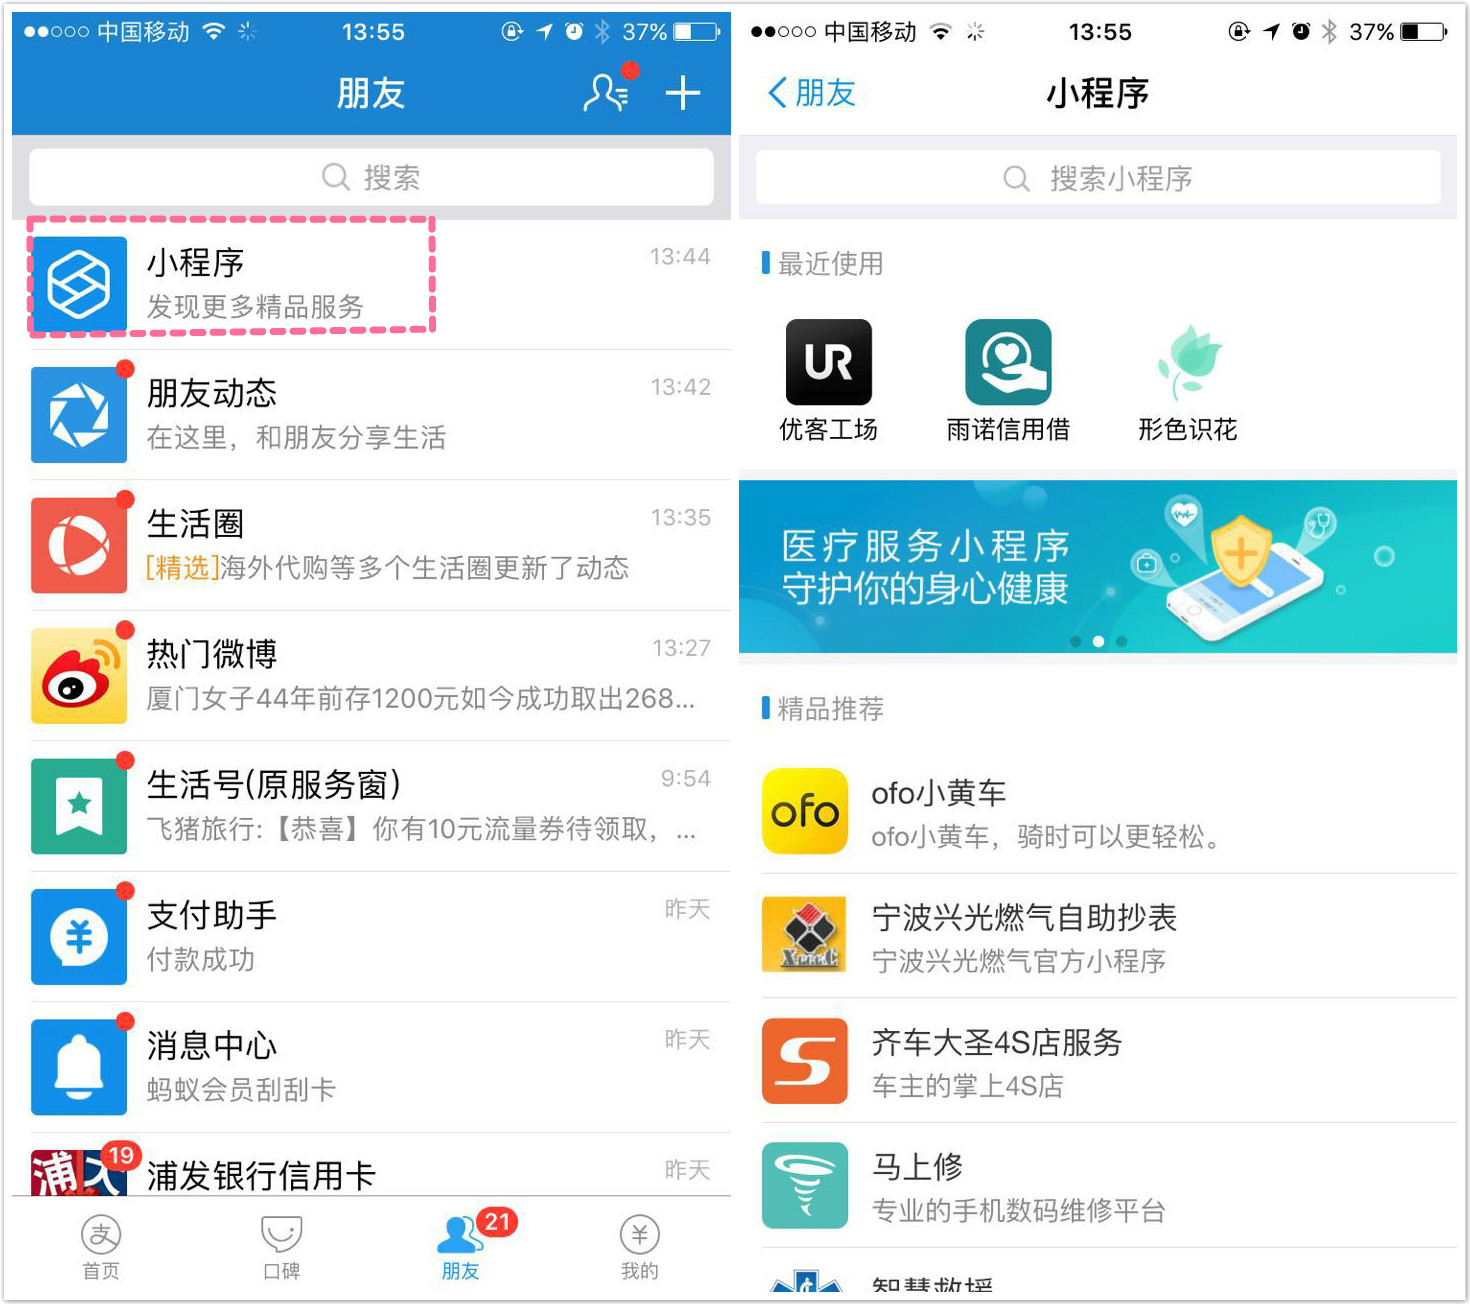 中国移动
13:55
37%
朋友
搜索
小程序
13:44
发现更多精品服务
朋友动态
13:42
在这里，和朋友分享生活
生活圈
13:35
[精选]海外代购等多个生活圈更新了动态
热门微博
13:27
厦门女子44年前存1200元如今成功取出268...
生活号(原服务窗)
9:54
飞猪旅行:【恭喜】你有10元流量券待领取，...
支付助手
昨天
付款成功
消息中心
昨天
蚂蚁会员刮刮卡
19
浦发银行信用卡
昨天
支
首页
口碑
21
朋友
我的
中国移动
13:55
37%
朋友
小程序
搜索小程序
最近使用
UR
优客工场
雨诺信用借
形色识花
医疗服务小程序
守护你的身心健康
精品推荐
ofo
ofo小黄车
ofo小黄车，骑时可以更轻松。
宁波兴光燃气自助抄表
宁波兴光燃气官方小程序
齐车大圣4S店服务
车主的掌上4S店
马上修
专业的手机数码维修平台
智慧救援